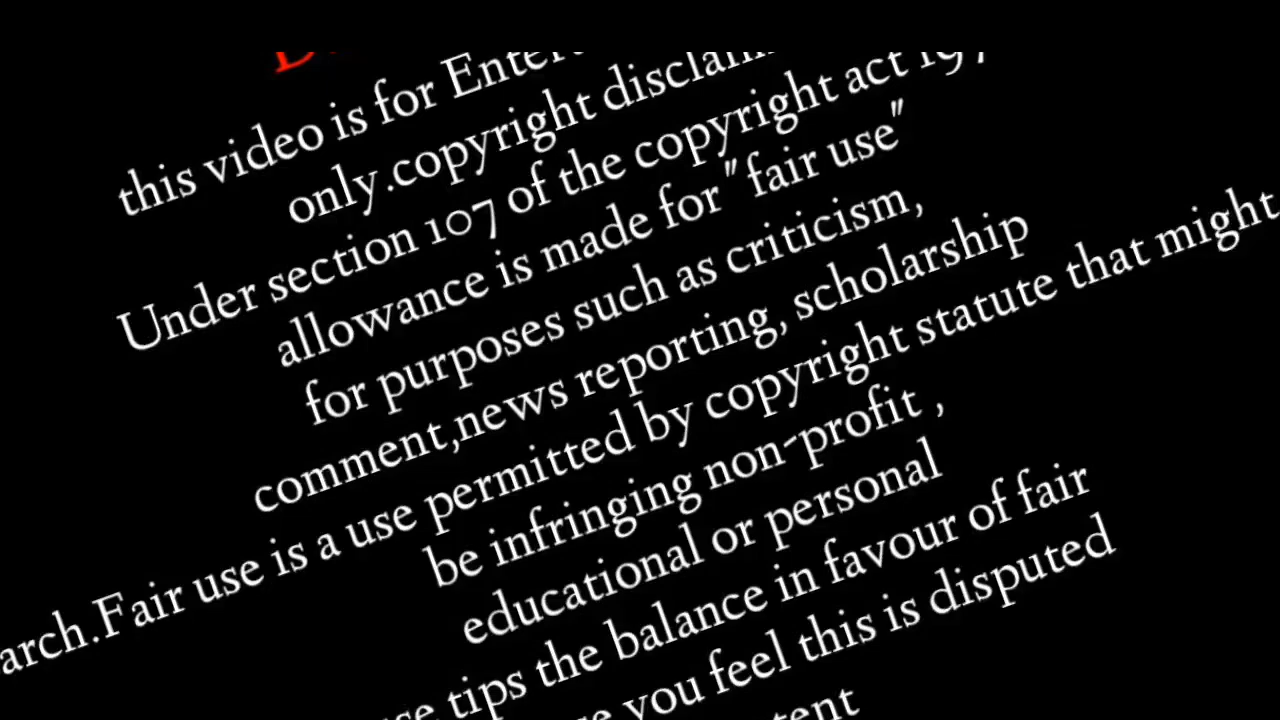 this video is for
only.copyright
Under section 107 of the copyright act
allowance is made for "fair use"
for purposes such as criticism,
comment,news reporting, scholarship
arch.Fair use is a use permitted by copyright statute that might
be infringing non-profit ,
educational or personal
tips the balance in favour of fair
you feel this is disputed